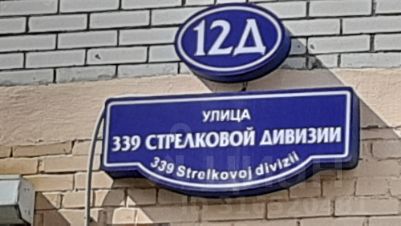 12Д
УЛИЦА
339 СТРЕЛКОВОЙ ДИВИЗИИ
339 Strelkovoj divizii